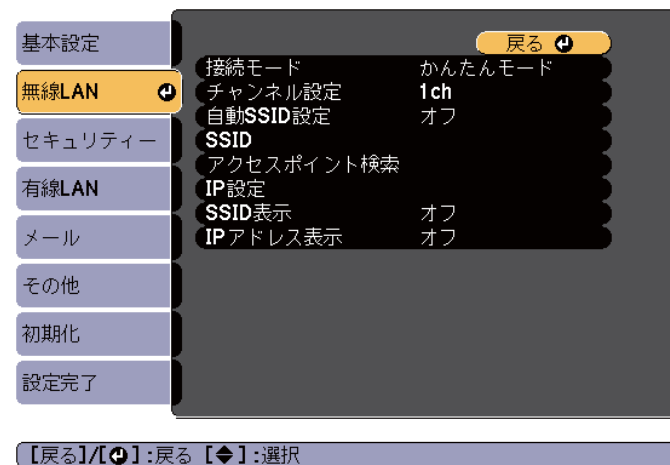 基本設定
無線LAN
セキュリティー
有線LAN
メール
その他
初期化
設定完了
戻る
接続モード かんたんモード
チャンネル設定 1ch
自動SSID設定 オフ
SSID
アクセスポイント検索
IP設定
SSID表示 オフ
IPアドレス表示 オフ
【戻る】/【⏎】:戻る 【◆】:選択